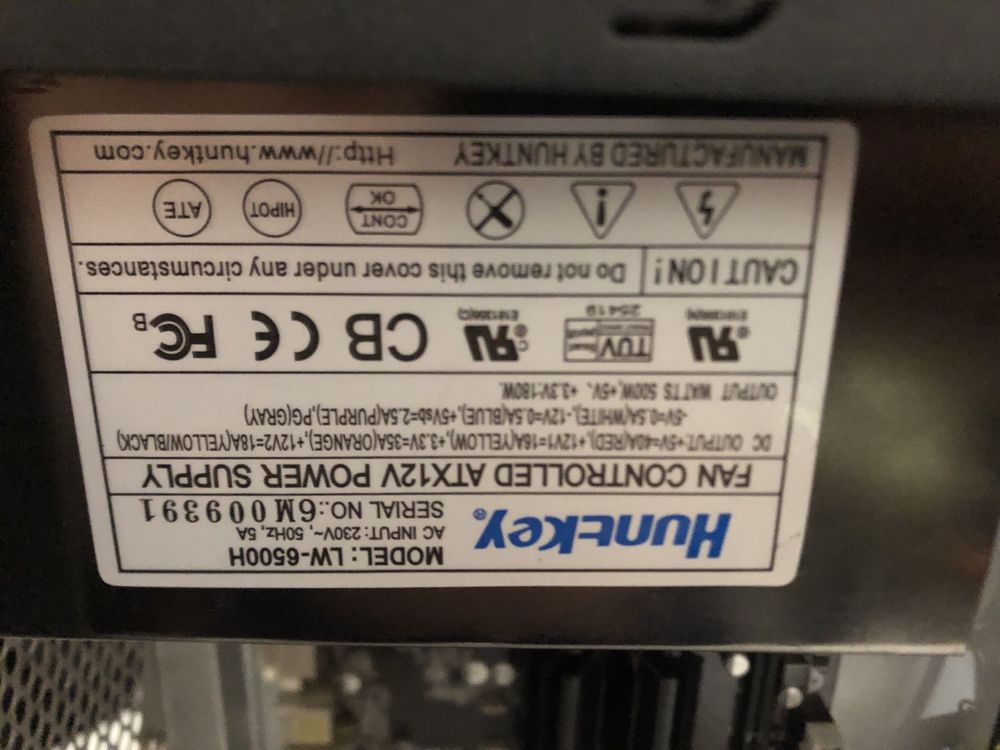 Huntkey®
MODEL: LW-6500H
AC INPUT: 230V~, 50Hz, 5A
SERIAL NO.:6M009391
FAN CONTROLLED ATX12V POWER SUPPLY
DC OUTPUT:+5V=40A(RED),+12V1=16A(YELLOW),+3.3V=35A(ORANGE),+12V2=18A(YELLOW/BLACK)
-5V=0.5A(WHITE),-12V=0.5A(BLUE),+5Vsb=2.5A(PURPLE),PG(GRAY)
OUTPUT WATTS 500W,+5V, +3.3V:180W.
TÜV
25419
CB CE FC B
CAUTION! Do not remove this cover under any circumstances.
CONT OK
HIPOT
ATE
MANUFACTURED BY HUNTKEY Http://www.huntkey.com